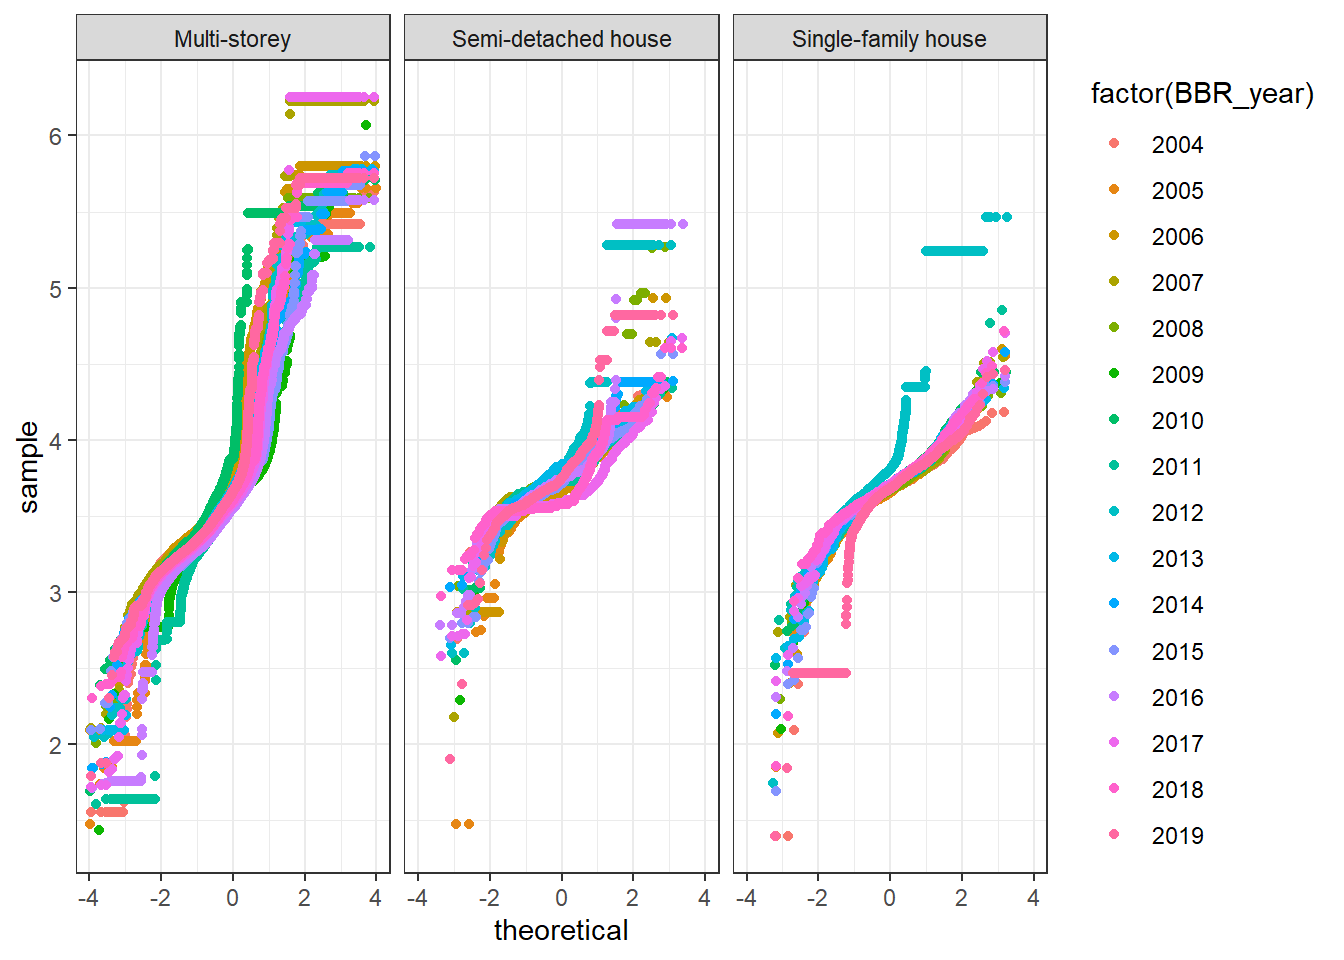 Multi-storey
Semi-detached house
Single-family house
factor(BBR_year)
2004
2005
2006
2007
2008
2009
2010
2011
2012
2013
2014
2015
2016
2017
2018
2019
6
5
4
3
2
sample
-4 -2 0 2 4
-4 -2 0 2 4
-4 -2 0 2 4
theoretical